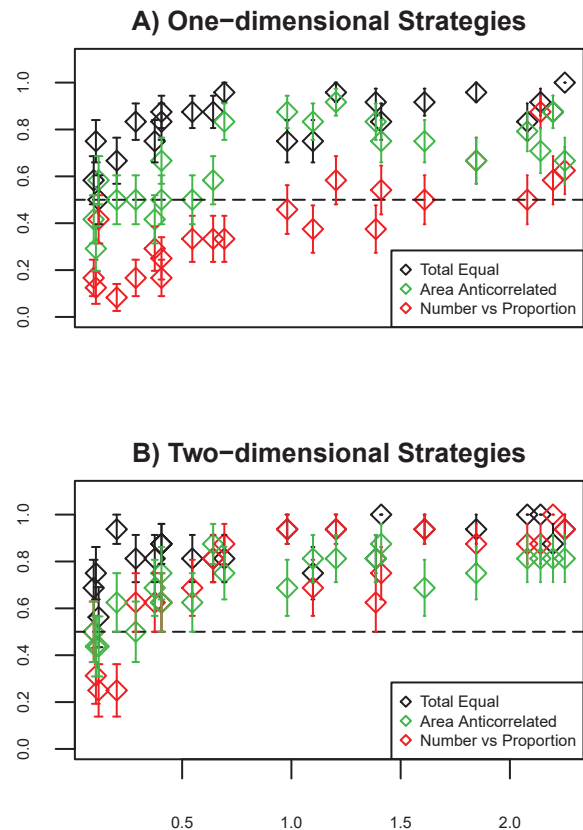 A) One−dimensional Strategies
1.0
0.8
0.6
0.4
0.2
0.0
Total Equal
Area Anticorrelated
Number vs Proportion
B) Two−dimensional Strategies
1.0
0.8
0.6
0.4
0.2
0.0
Total Equal
Area Anticorrelated
Number vs Proportion
0.5 1.0 1.5 2.0